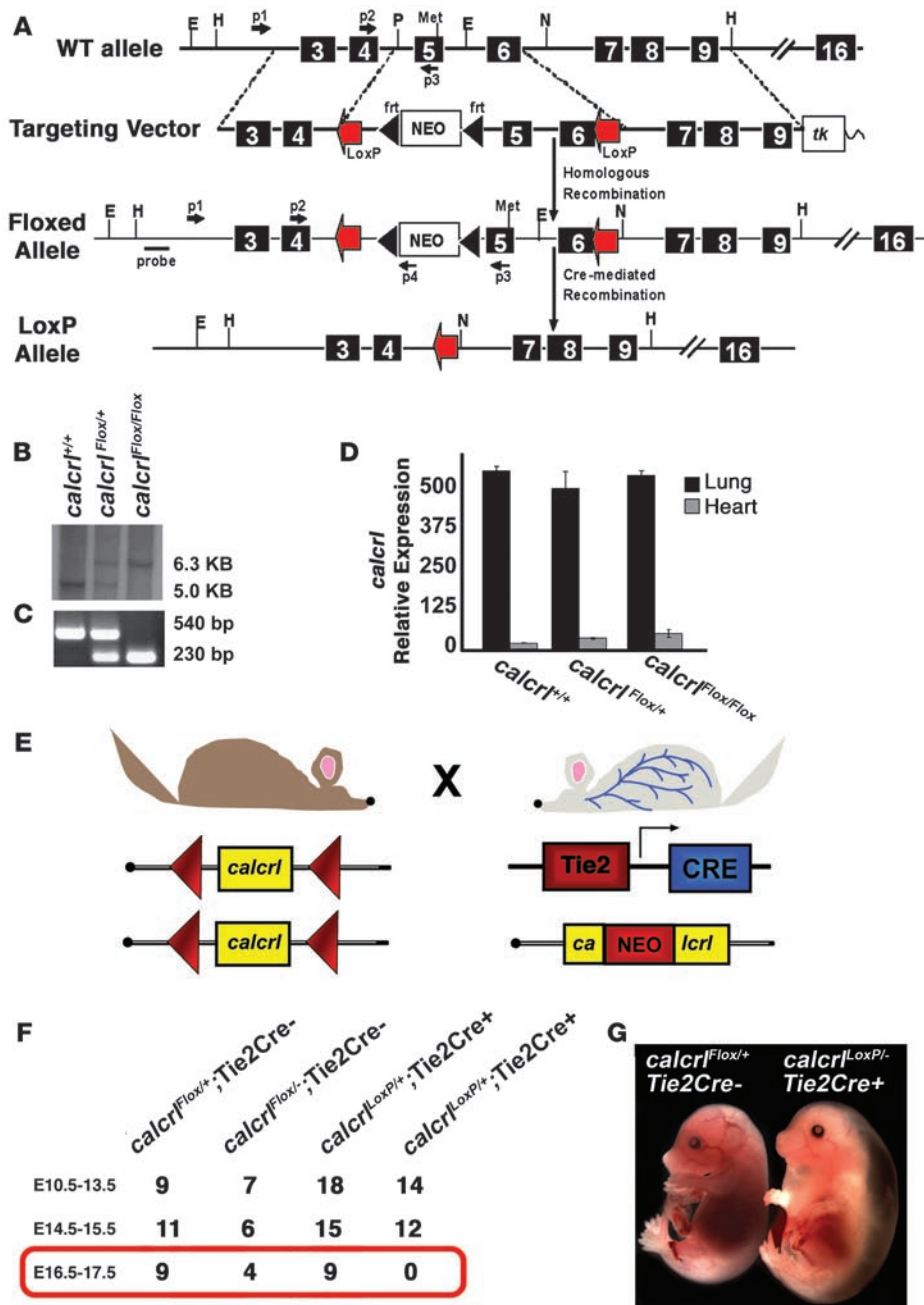 A
WT allele
E H p1 p2 P Met E N H
3 4 5 6 7 8 9 16
p3
Targeting Vector
frt frt
3 4 NEO 5 6 7 8 9 tk
LoxP LoxP
Homologous
Recombination
Floxed
Allele
E H p1 p2 Met E N H
3 4 NEO 5 6 7 8 9 16
probe p4 p3
Cre-mediated
Recombination
LoxP
Allele
E H N H
3 4 7 8 9 16
B
calcrl+/+
calcrlFlox/+
calcrlFlox/Flox
6.3 KB
5.0 KB
C
540 bp
230 bp
D
calcrl
Relative Expression
500
375
250
125
0
Lung
Heart
calcrl+/+
calcrlFlox/+
calcrlFlox/Flox
E
X
calcrl
calcrl
Tie2 CRE
ca NEO lcrl
F
calcrlFlox/+;Tie2Cre-
calcrlFlox/-;Tie2Cre-
calcrlLoxP/+;Tie2Cre+
calcrlLoxP/+;Tie2Cre+
E10.5-13.5 9 7 18 14
E14.5-15.5 11 6 15 12
E16.5-17.5 9 4 9 0
G
calcrlFlox/+
Tie2Cre-
calcrlLoxP/-
Tie2Cre+